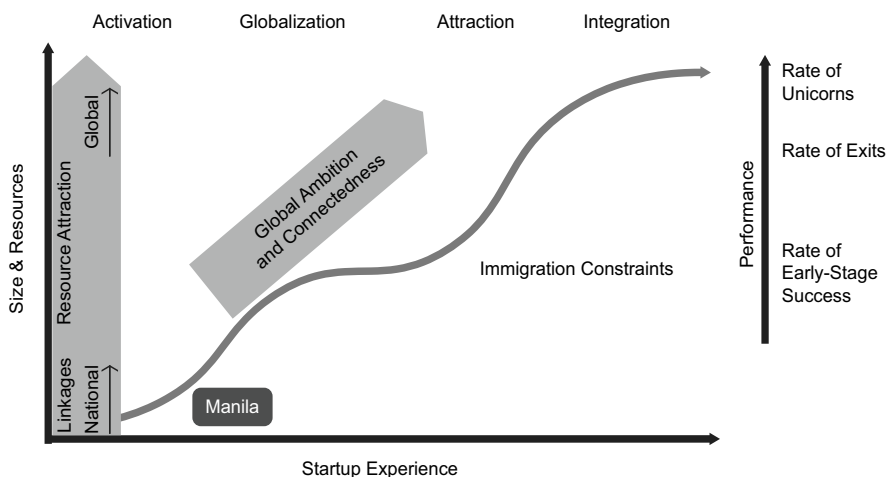 Activation
Globalization
Attraction
Integration
Size & Resources
Linkages
Resource Attraction
National
Global
Global Ambition
and Connectedness
Manila
Immigration Constraints
Startup Experience
Performance
Rate of
Unicorns
Rate of Exits
Rate of
Early-Stage
Success